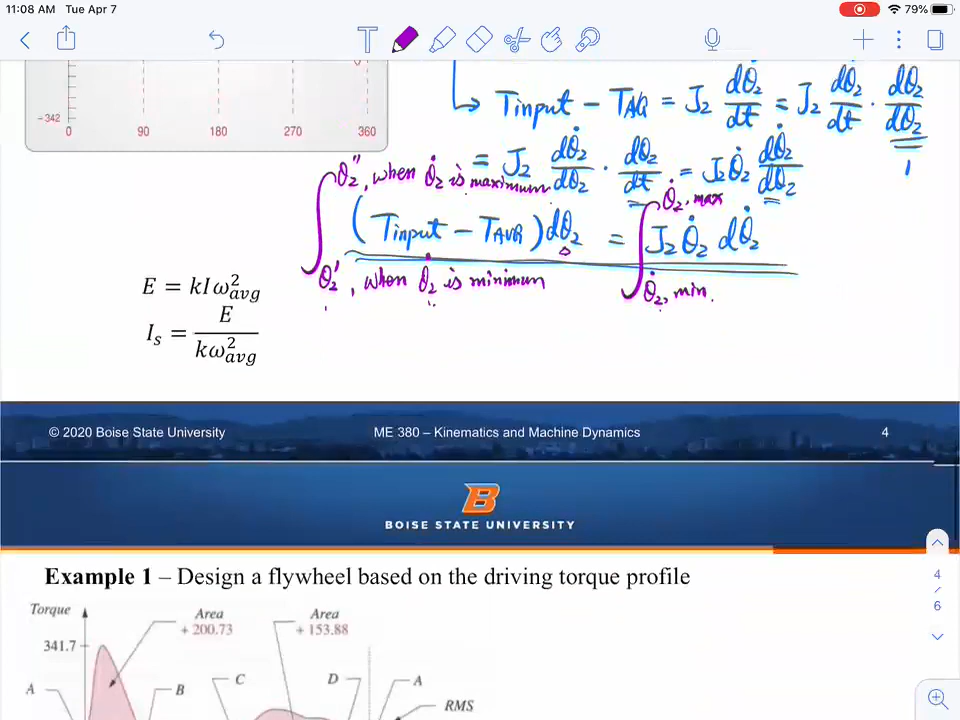 11:08 AM Tue Apr 7
79%
T
-342
0 90 180 270 360
Tinput - TAVG = J2 dθ̇2/dt = J2 dθ̇2/dt · dθ2/dθ2
1
= J2 dθ̇2/dθ2 · dθ2/dt = J2 θ̇2 dθ̇2/dθ2
θ2'', when θ̇2 is maximum
θ̇2, max
∫ (Tinput - TAVG) dθ2 = ∫ J2 θ̇2 dθ̇2
θ2', when θ̇2 is minimum
θ̇2, min.
E = kIω²avg
Is = E / kω²avg
© 2020 Boise State University
ME 380 – Kinematics and Machine Dynamics
4
B
BOISE STATE UNIVERSITY
4
/
6
Example 1 – Design a flywheel based on the driving torque profile
Torque
Area
+ 200.73
Area
+ 153.88
341.7
A
B
C
D
A
RMS